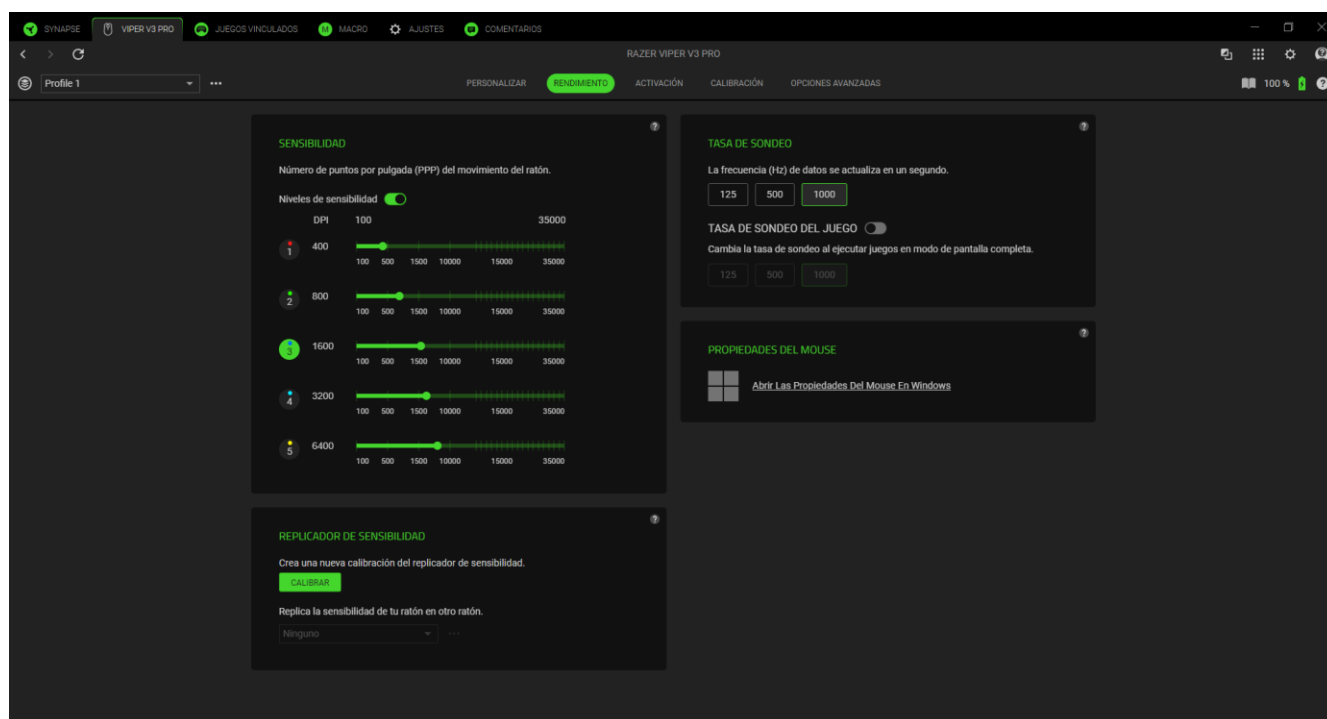 SYNAPSE VIPER V3 PRO JUEGOS VINCULADOS MACRO AJUSTES COMENTARIOS
RAZER VIPER V3 PRO
Profile 1 PERSONALIZAR RENDIMIENTO ACTIVACIÓN CALIBRACIÓN OPCIONES AVANZADAS 100 %
SENSIBILIDAD
Número de puntos por pulgada (PPP) del movimiento del ratón.
Niveles de sensibilidad
DPI 100 35000
1 400
100 500 1500 10000 15000 35000
2 800
100 500 1500 10000 15000 35000
3 1600
100 500 1500 10000 15000 35000
4 3200
100 500 1500 10000 15000 35000
5 6400
100 500 1500 10000 15000 35000
REPLICADOR DE SENSIBILIDAD
Crea una nueva calibración del replicador de sensibilidad.
CALIBRAR
Replica la sensibilidad de tu ratón en otro ratón.
Ninguno
TASA DE SONDEO
La frecuencia (Hz) de datos se actualiza en un segundo.
125 500 1000
TASA DE SONDEO DEL JUEGO
Cambia la tasa de sondeo al ejecutar juegos en modo de pantalla completa.
125 500 1000
PROPIEDADES DEL MOUSE
Abrir Las Propiedades Del Mouse En Windows